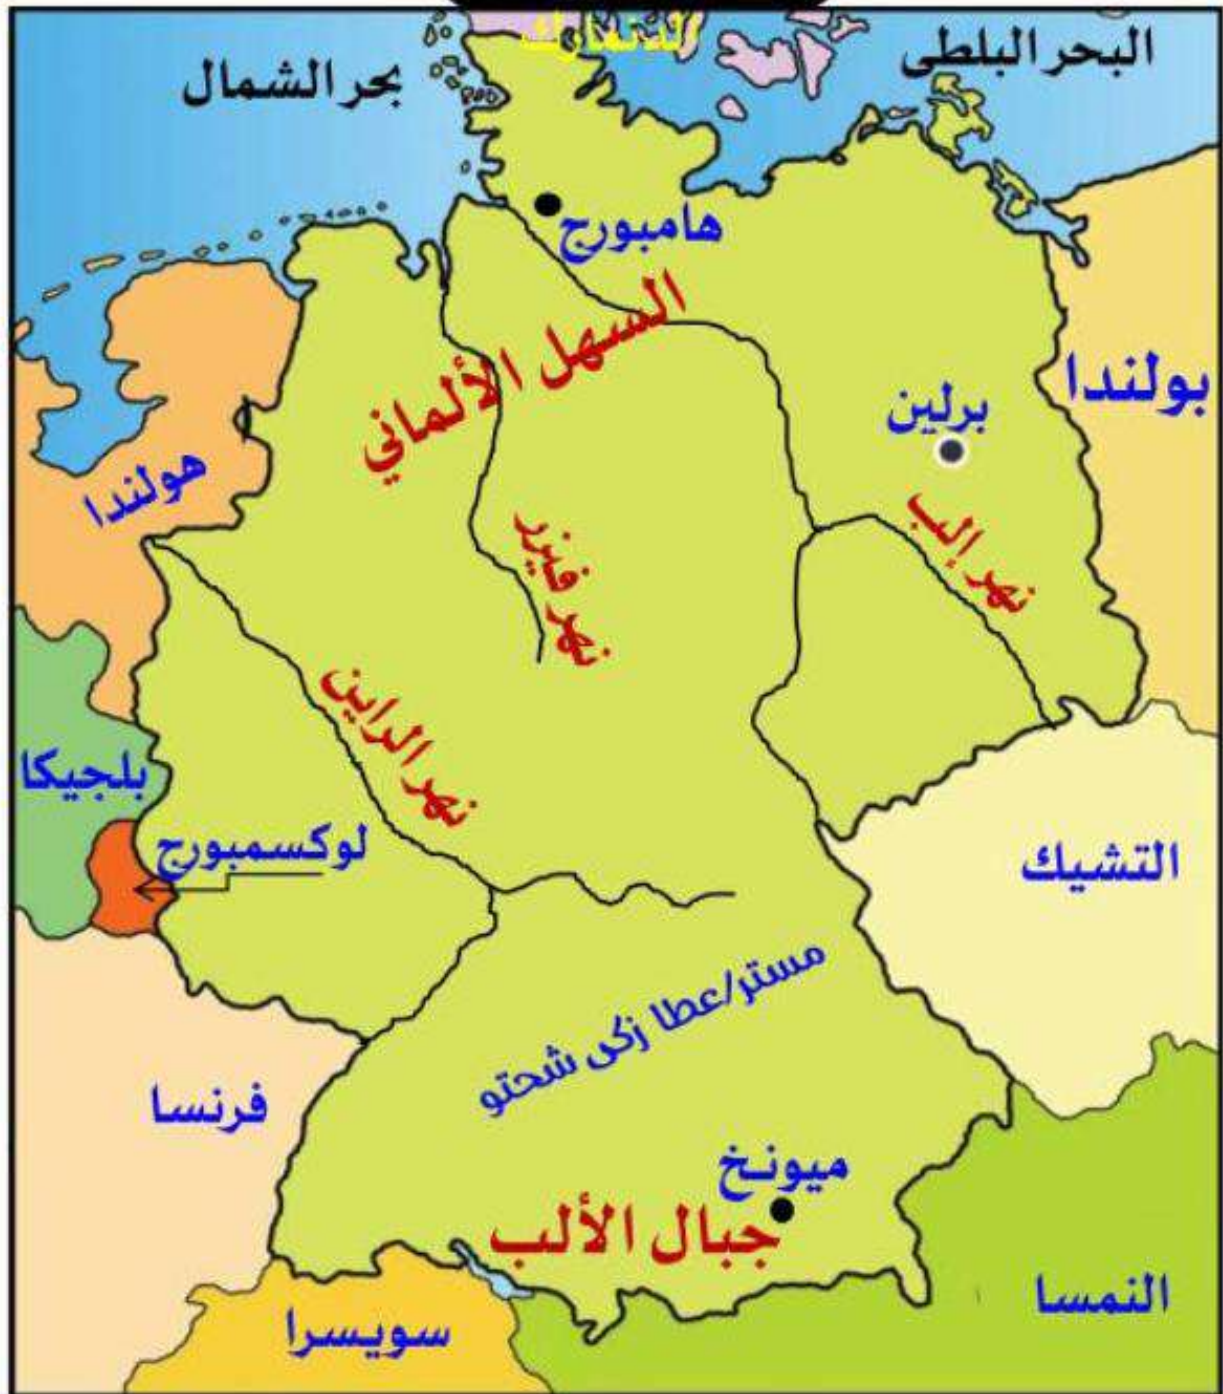 الدنمارك
البحر البلطى
بحر الشمال
هامبورج
السهل الألماني
بولندا
برلين
هولندا
نهر إلب
نهر فيزر
نهر الراين
بلجيكا
لوكسمبورج
التشيك
مستر/عطا زكى شحتو
فرنسا
ميونخ
جبال الألب
النمسا
سويسرا